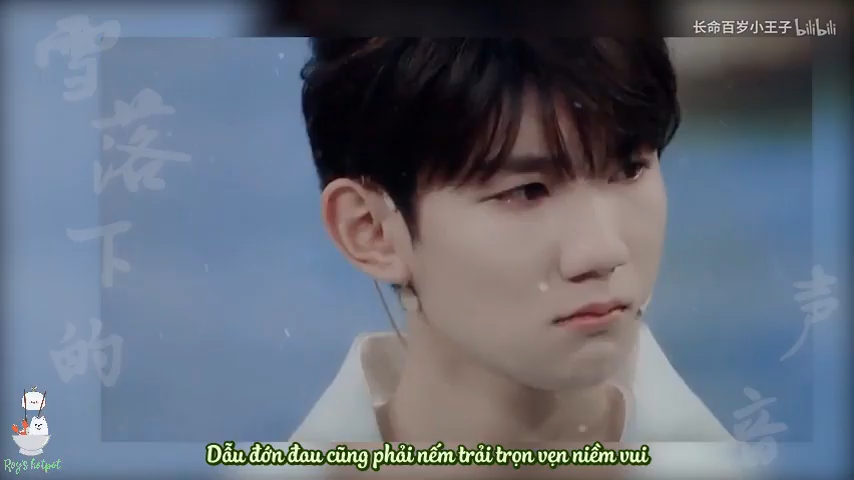 长命百岁小王子 bilibili
雪落下的
声音
Dẫu đớn đau cũng phải nếm trải trọn vẹn niềm vui
Roy's hotpot